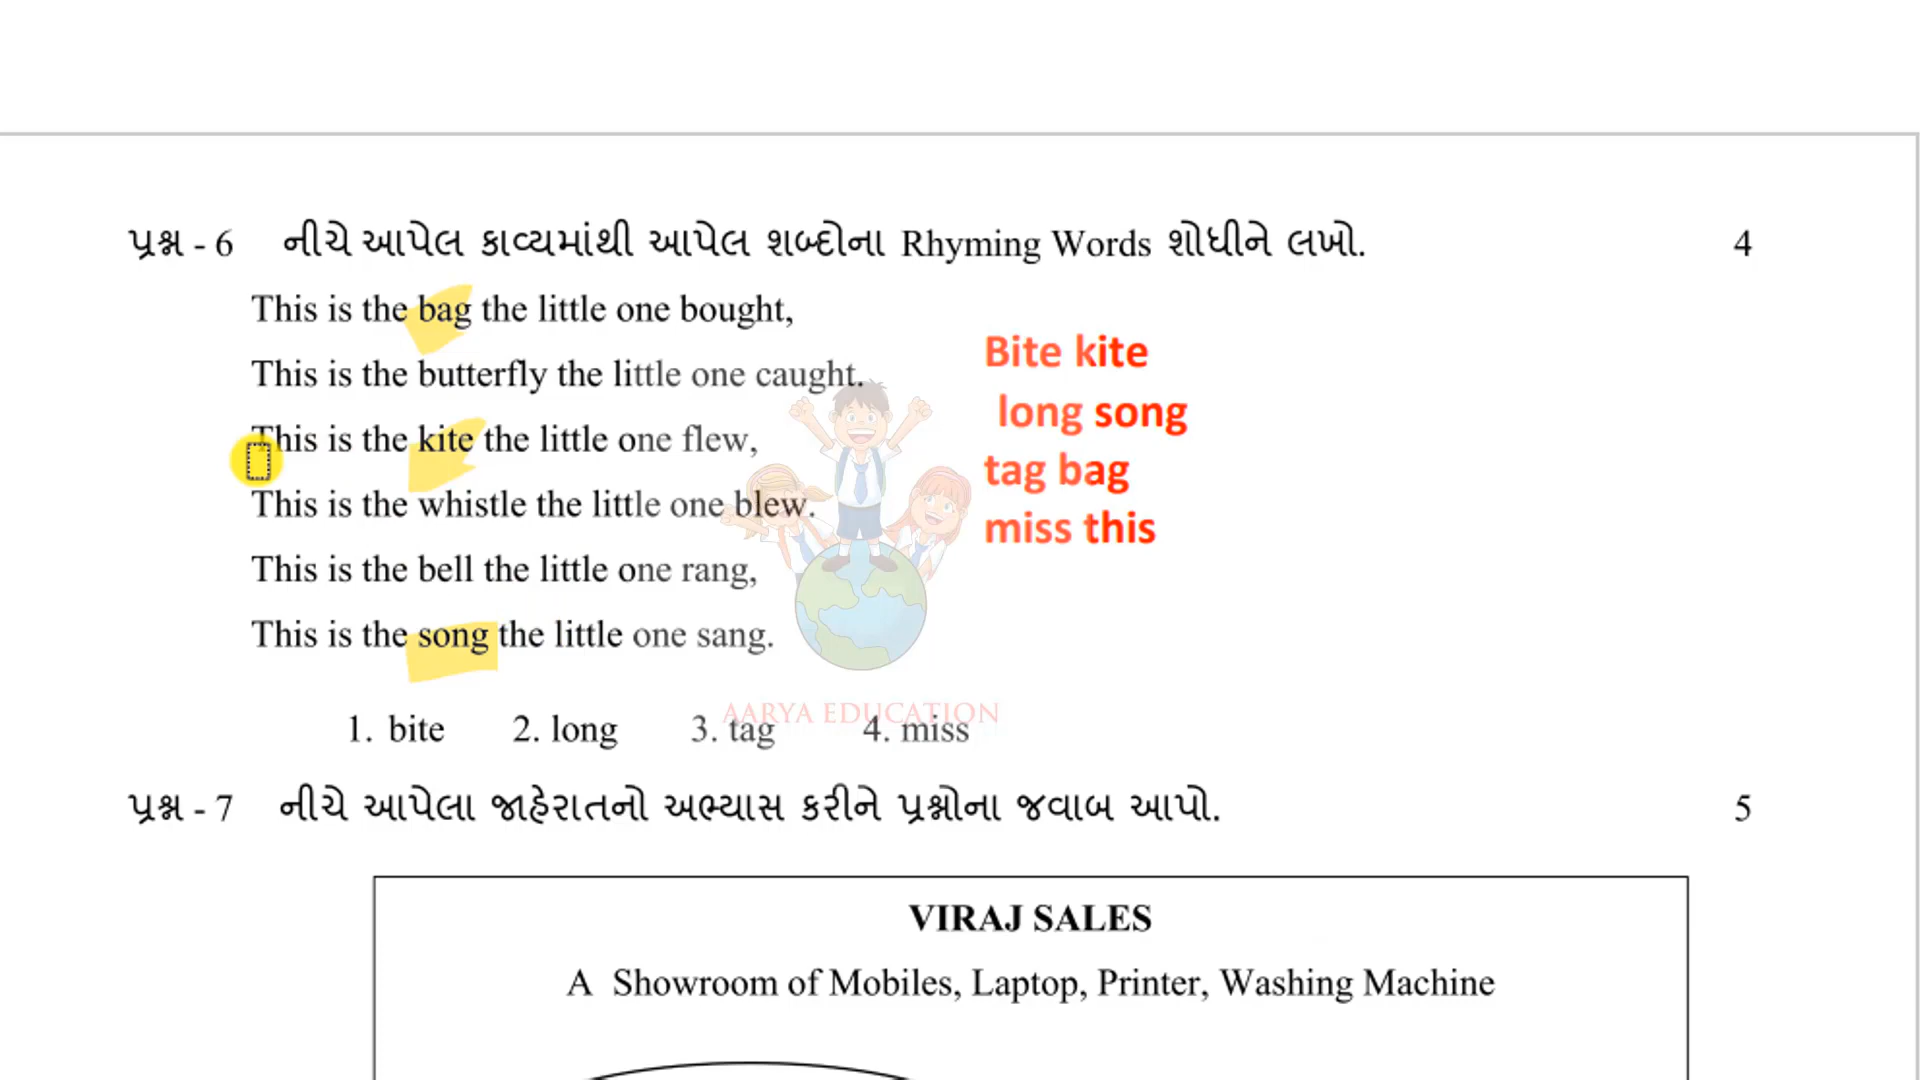 પ્રશ્ન - 6 નીચે આપેલ કાવ્યમાંથી આપેલ શબ્દોના Rhyming Words શોધીને લખો. 4
This is the bag the little one bought,
This is the butterfly the little one caught.
This is the kite the little one flew,
This is the whistle the little one blew.
This is the bell the little one rang,
This is the song the little one sang.
Bite kite
long song
tag bag
miss this
AARYA EDUCATION
1. bite 2. long 3. tag 4. miss
પ્રશ્ન - 7 નીચે આપેલા જાહેરાતનો અભ્યાસ કરીને પ્રશ્નોના જવાબ આપો. 5
VIRAJ SALES
A Showroom of Mobiles, Laptop, Printer, Washing Machine